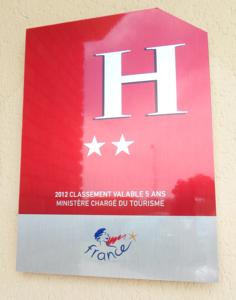 H
2012 CLASSEMENT VALABLE 5 ANS
MINISTÈRE CHARGÉ DU TOURISME
france